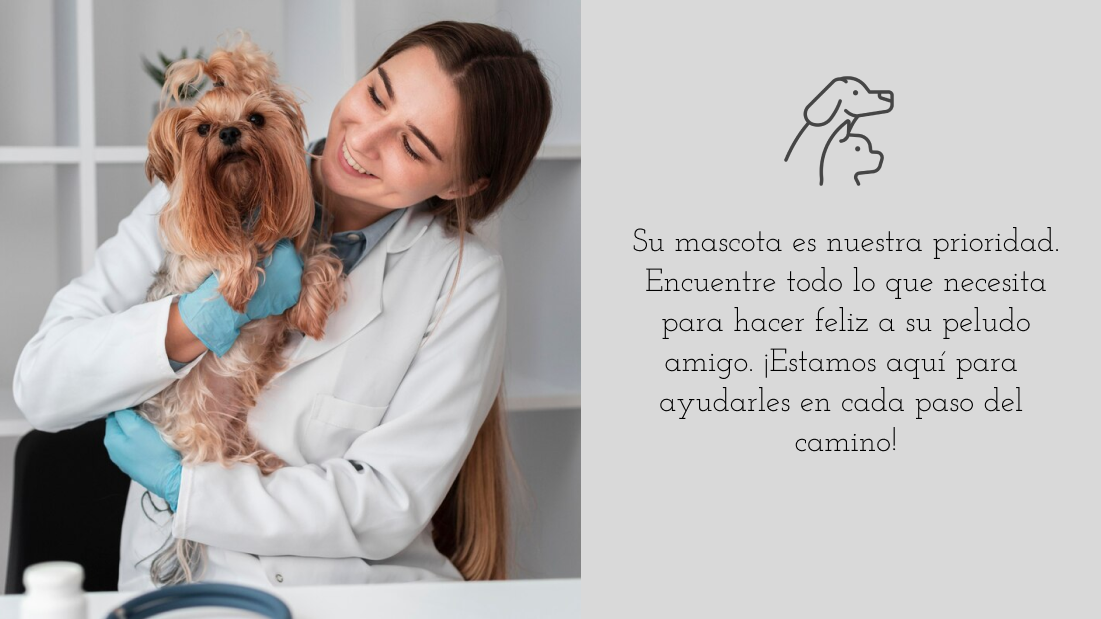 Su mascota es nuestra prioridad.
Encuentre todo lo que necesita
para hacer feliz a su peludo
amigo. ¡Estamos aquí para
ayudarles en cada paso del
camino!